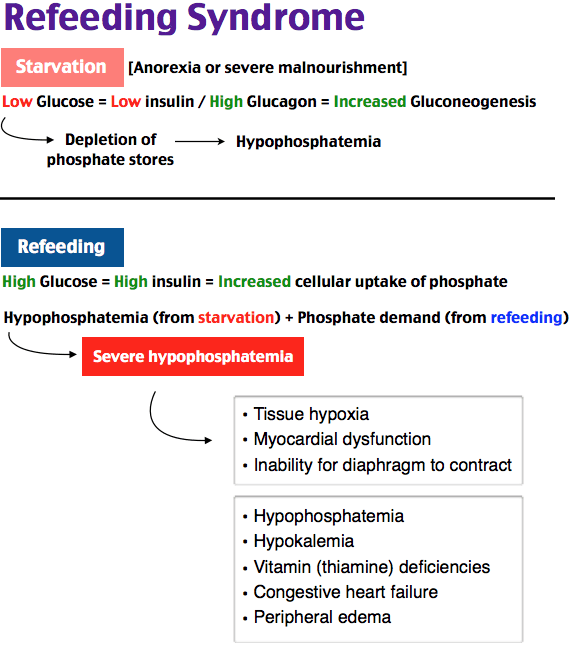 Refeeding Syndrome
Starvation [Anorexia or severe malnourishment]
Low Glucose = Low insulin / High Glucagon = Increased Gluconeogenesis
Depletion of
phosphate stores
Hypophosphatemia
Refeeding
High Glucose = High insulin = Increased cellular uptake of phosphate
Hypophosphatemia (from starvation) + Phosphate demand (from refeeding)
Severe hypophosphatemia
• Tissue hypoxia
• Myocardial dysfunction
• Inability for diaphragm to contract
• Hypophosphatemia
• Hypokalemia
• Vitamin (thiamine) deficiencies
• Congestive heart failure
• Peripheral edema